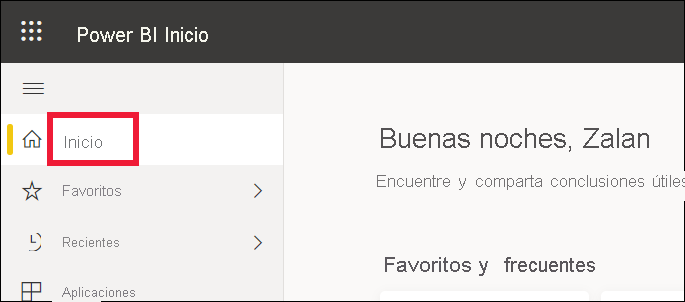 Power BI Inicio
Inicio
Favoritos
Recientes
Aplicaciones
Buenas noches, Zalan
Encuentre y comparta conclusiones útiles
Favoritos y frecuentes